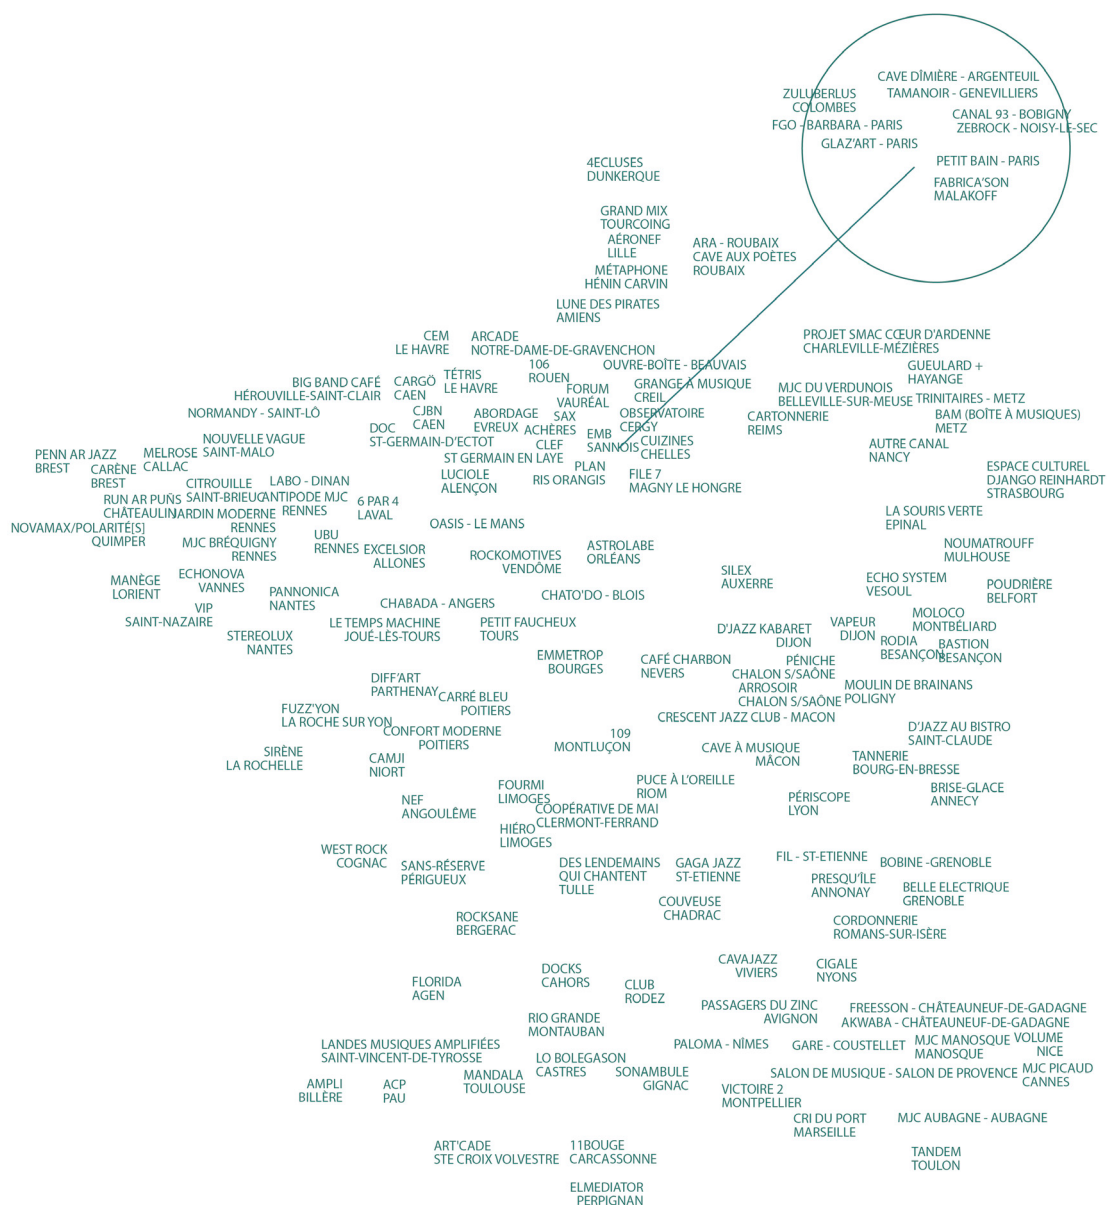 CAVE DÎMIÈRE - ARGENTEUIL
ZULUBERLUS
COLOMBES
TAMANOIR - GENEVILLIERS
CANAL 93 - BOBIGNY
ZEBROCK - NOISY-LE-SEC
FGO - BARBARA - PARIS
GLAZ'ART - PARIS
PETIT BAIN - PARIS
FABRICA'SON
MALAKOFF
4ECLUSES
DUNKERQUE
GRAND MIX
TOURCOING
AÉRONEF
LILLE
ARA - ROUBAIX
CAVE AUX POÈTES
ROUBAIX
MÉTAPHONE
HÉNIN CARVIN
LUNE DES PIRATES
AMIENS
CEM
LE HAVRE
ARCADE
NOTRE-DAME-DE-GRAVENCHON
PROJET SMAC CŒUR D'ARDENNE
CHARLEVILLE-MÉZIÈRES
106
ROUEN
OUVRE-BOÎTE - BEAUVAIS
GUEULARD +
HAYANGE
BIG BAND CAFÉ
HÉROUVILLE-SAINT-CLAIR
CARGÖ
CAEN
TÉTRIS
LE HAVRE
FORUM
VAURÉAL
GRANGE À MUSIQUE
CREIL
MJC DU VERDUNOIS
BELLEVILLE-SUR-MEUSE
TRINITAIRES - METZ
NORMANDY - SAINT-LÔ
CJBN
CAEN
ABORDAGE
EVREUX
SAX
ACHÈRES
OBSERVATOIRE
CERGY
CARTONNERIE
REIMS
BAM (BOÎTE À MUSIQUES)
METZ
DOC
ST-GERMAIN-D'ECTOT
EMB
SANNOIS
CUIZINES
CHELLES
NOUVELLE VAGUE
SAINT-MALO
CLEF
ST GERMAIN EN LAYE
AUTRE CANAL
NANCY
PENN AR JAZZ
BREST
MELROSE
CALLAC
CARÈNE
BREST
LUCIOLE
ALENÇON
PLAN
RIS ORANGIS
FILE 7
MAGNY LE HONGRE
ESPACE CULTUREL
DJANGO REINHARDT
STRASBOURG
CITROUILLE
SAINT-BRIEUC
LABO - DINAN
RUN AR PUÑS
CHÂTEAULIN
ANTIPODE MJC
RENNES
6 PAR 4
LAVAL
JARDIN MODERNE
RENNES
LA SOURIS VERTE
EPINAL
NOVAMAX/POLARITÉ[S]
QUIMPER
OASIS - LE MANS
MJC BRÉQUIGNY
RENNES
UBU
RENNES
EXCELSIOR
ALLONES
ROCKOMOTIVES
VENDÔME
ASTROLABE
ORLÉANS
NOUMATROUFF
MULHOUSE
MANÈGE
LORIENT
ECHONOVA
VANNES
SILEX
AUXERRE
ECHO SYSTEM
VESOUL
POUDRIÈRE
BELFORT
PANNONICA
NANTES
CHABADA - ANGERS
CHATO'DO - BLOIS
VIP
SAINT-NAZAIRE
LE TEMPS MACHINE
JOUÉ-LÈS-TOURS
PETIT FAUCHEUX
TOURS
MOLOCO
MONTBÉLIARD
D'JAZZ KABARET
DIJON
VAPEUR
DIJON
STEREOLUX
NANTES
RODIA
BESANÇON
BASTION
BESANÇON
EMMETROP
BOURGES
CAFÉ CHARBON
NEVERS
PÉNICHE
CHALON S/SAÔNE
ARROSOIR
CHALON S/SAÔNE
DIFF'ART
PARTHENAY
MOULIN DE BRAINANS
POLIGNY
CARRÉ BLEU
POITIERS
FUZZ'YON
LA ROCHE SUR YON
CRESCENT JAZZ CLUB - MACON
CONFORT MODERNE
POITIERS
109
MONTLUÇON
D'JAZZ AU BISTRO
SAINT-CLAUDE
SIRÈNE
LA ROCHELLE
CAMJI
NIORT
CAVE À MUSIQUE
MÂCON
TANNERIE
BOURG-EN-BRESSE
FOURMI
LIMOGES
PUCE À L'OREILLE
RIOM
BRISE-GLACE
ANNECY
NEF
ANGOULÊME
PÉRISCOPE
LYON
COOPÉRATIVE DE MAI
CLERMONT-FERRAND
HIÉRO
LIMOGES
WEST ROCK
COGNAC
SANS-RÉSERVE
PÉRIGUEUX
DES LENDEMAINS
QUI CHANTENT
TULLE
GAGA JAZZ
ST-ETIENNE
FIL - ST-ETIENNE
BOBINE -GRENOBLE
PRESQU'ÎLE
ANNONAY
BELLE ELECTRIQUE
GRENOBLE
COUVEUSE
CHADRAC
ROCKSANE
BERGERAC
CORDONNERIE
ROMANS-SUR-ISÈRE
CAVAJAZZ
VIVIERS
CIGALE
NYONS
DOCKS
CAHORS
FLORIDA
AGEN
CLUB
RODEZ
PASSAGERS DU ZINC
AVIGNON
FREESSON - CHÂTEAUNEUF-DE-GADAGNE
AKWABA - CHÂTEAUNEUF-DE-GADAGNE
RIO GRANDE
MONTAUBAN
LANDES MUSIQUES AMPLIFIÉES
SAINT-VINCENT-DE-TYROSSE
PALOMA - NÎMES
GARE - COUSTELLET
MJC MANOSQUE
MANOSQUE
VOLUME
NICE
LO BOLEGASON
CASTRES
SONAMBULE
GIGNAC
SALON DE MUSIQUE - SALON DE PROVENCE
MJC PICAUD
CANNES
MANDALA
TOULOUSE
AMPLI
BILLÈRE
ACP
PAU
VICTOIRE 2
MONTPELLIER
CRI DU PORT
MARSEILLE
MJC AUBAGNE - AUBAGNE
ART'CADE
STE CROIX VOLVESTRE
11BOUGE
CARCASSONNE
TANDEM
TOULON
ELMEDIATOR
PERPIGNAN